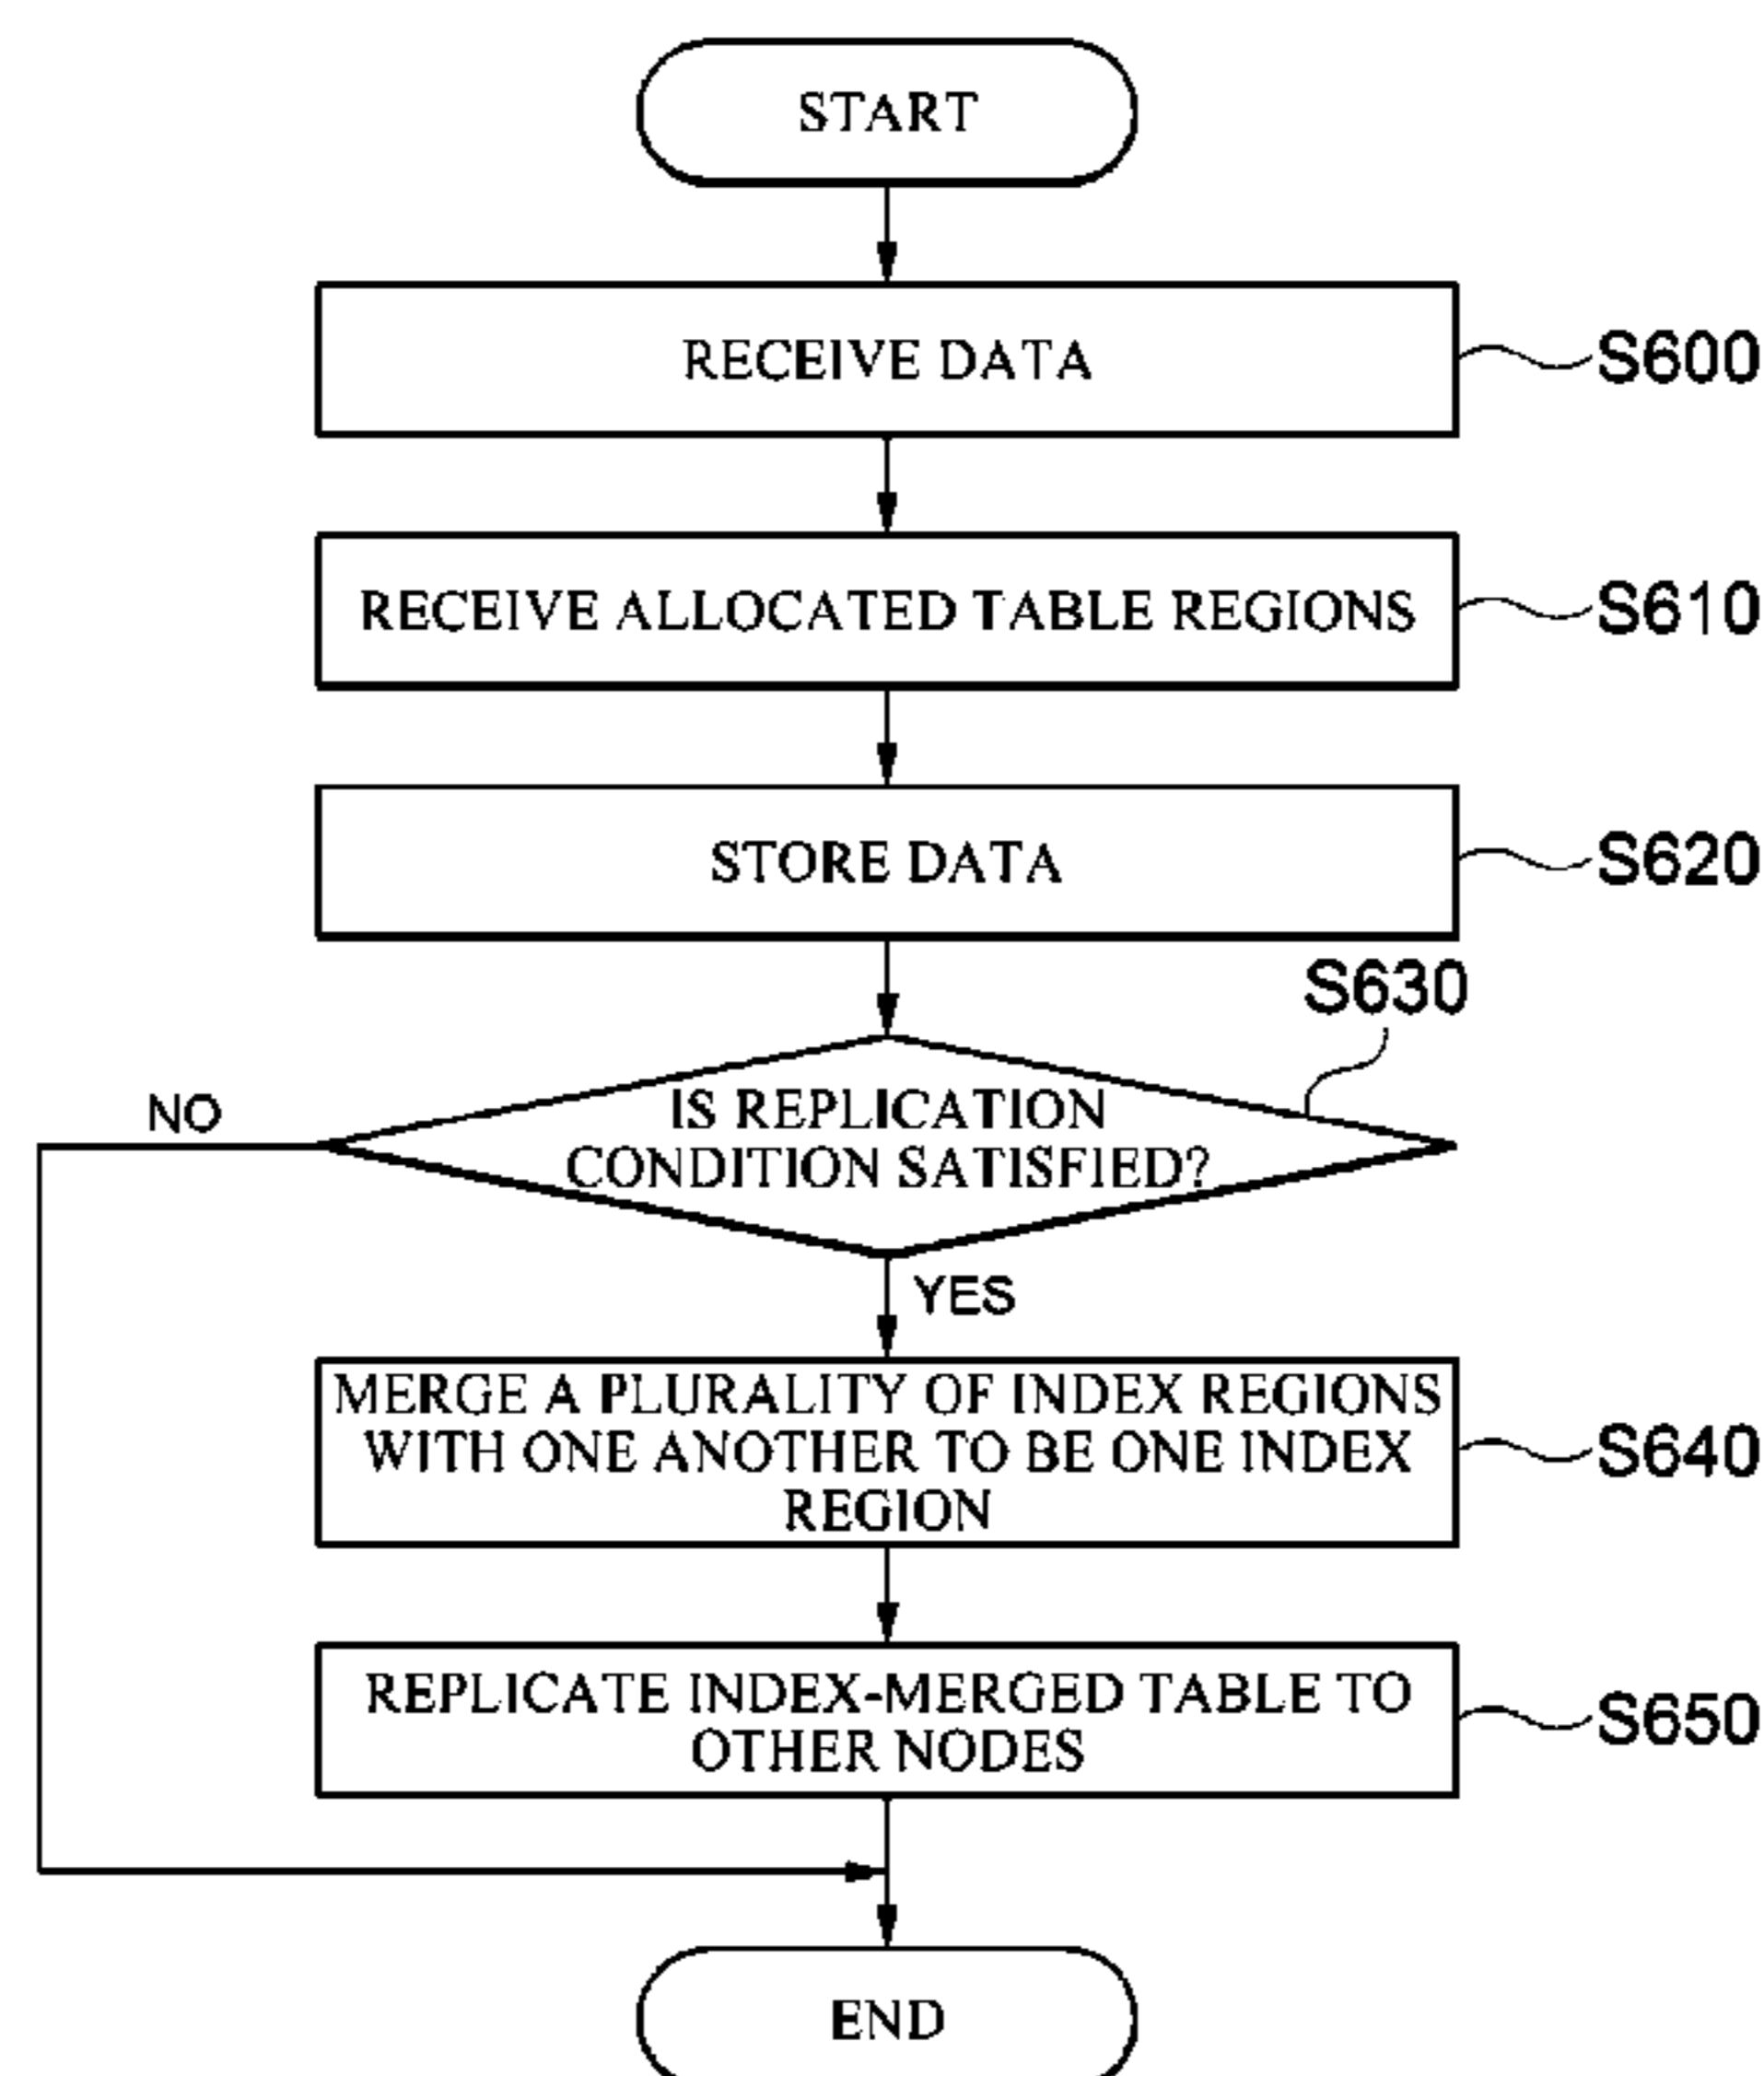 START
RECEIVE DATA
S600
RECEIVE ALLOCATED TABLE REGIONS
S610
STORE DATA
S620
S630
NO
IS REPLICATION
CONDITION SATISFIED?
YES
MERGE A PLURALITY OF INDEX REGIONS
WITH ONE ANOTHER TO BE ONE INDEX
REGION
S640
REPLICATE INDEX-MERGED TABLE TO
OTHER NODES
S650
END